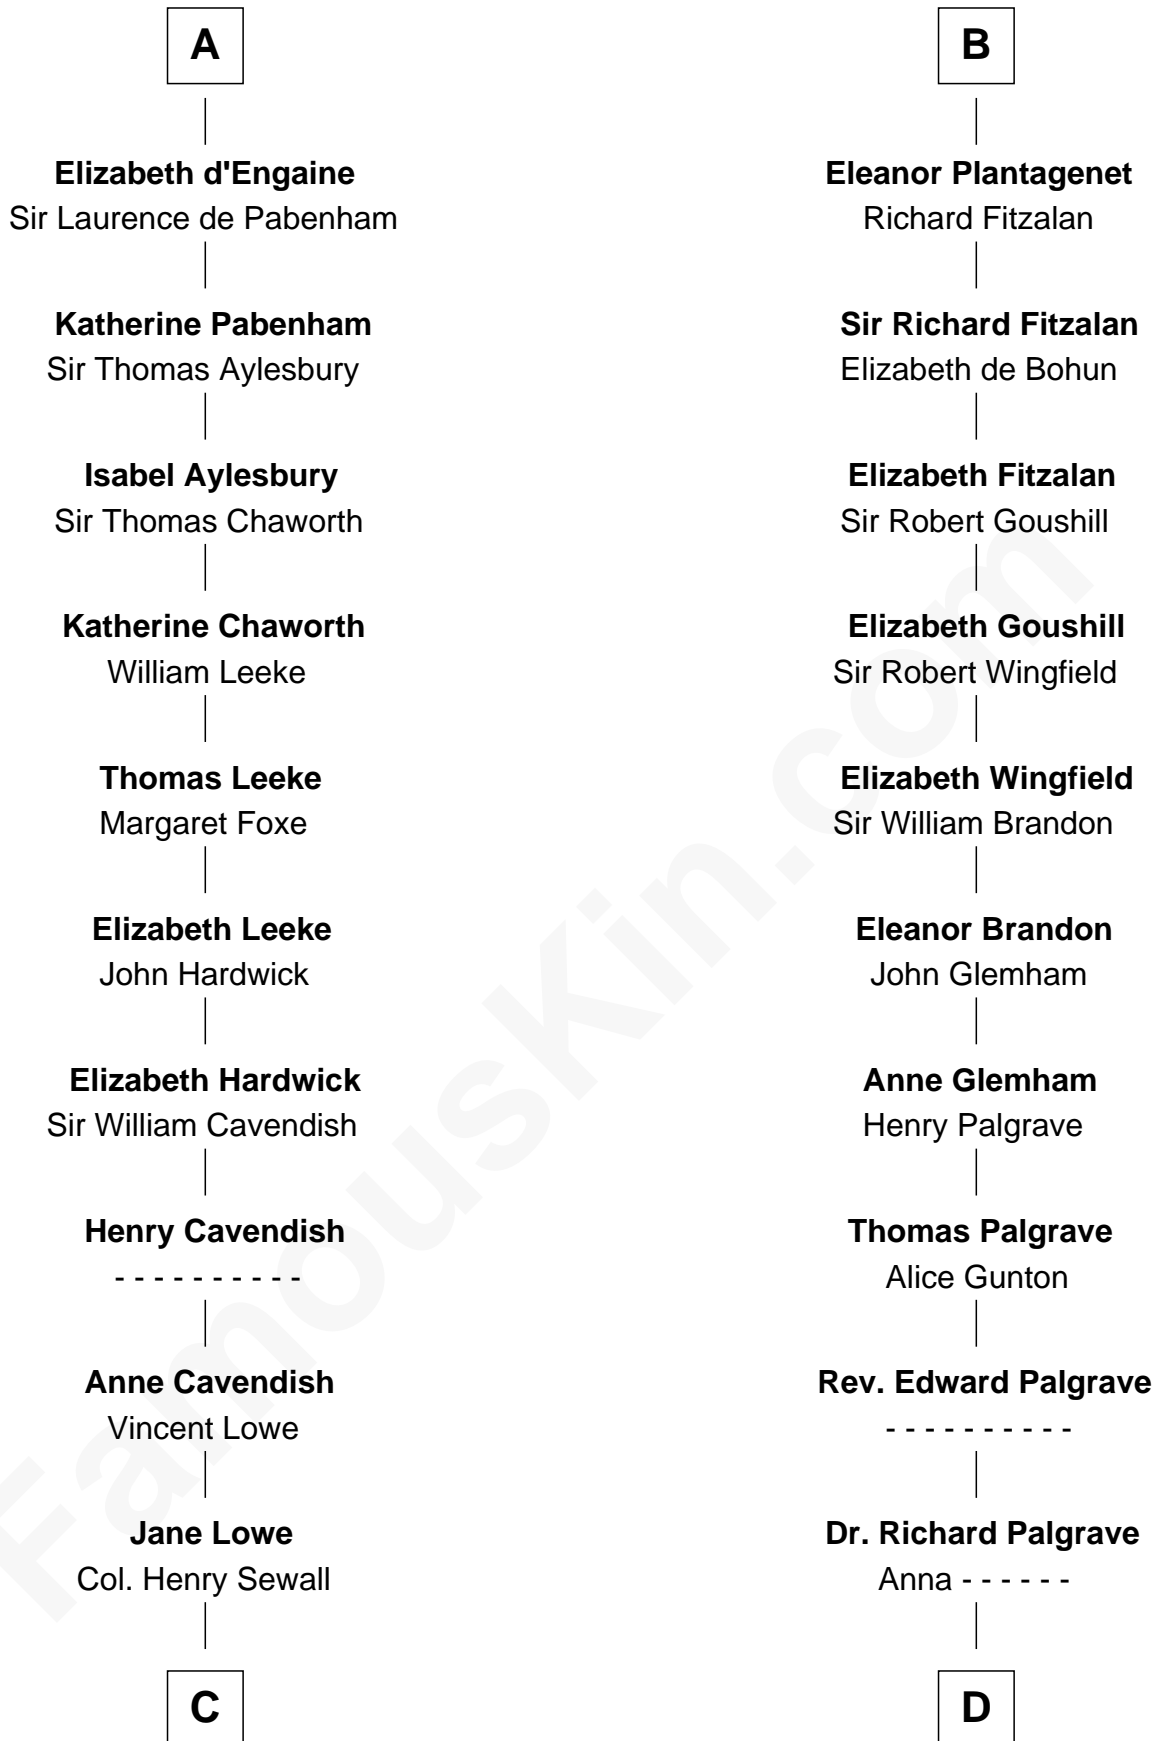 A
Elizabeth d'Engaine
Sir Laurence de Pabenham
Katherine Pabenham
Sir Thomas Aylesbury
Isabel Aylesbury
Sir Thomas Chaworth
Katherine Chaworth
William Leeke
Thomas Leeke
Margaret Foxe
Elizabeth Leeke
John Hardwick
Elizabeth Hardwick
Sir William Cavendish
Henry Cavendish
- - - - - - - - - -
Anne Cavendish
Vincent Lowe
Jane Lowe
Col. Henry Sewall
C
B
Eleanor Plantagenet
Richard Fitzalan
Sir Richard Fitzalan
Elizabeth de Bohun
Elizabeth Fitzalan
Sir Robert Goushill
Elizabeth Goushill
Sir Robert Wingfield
Elizabeth Wingfield
Sir William Brandon
Eleanor Brandon
John Glemham
Anne Glemham
Henry Palgrave
Thomas Palgrave
Alice Gunton
Rev. Edward Palgrave
- - - - - - - - - -
Dr. Richard Palgrave
Anna - - - - - -
D
FamousKin.com